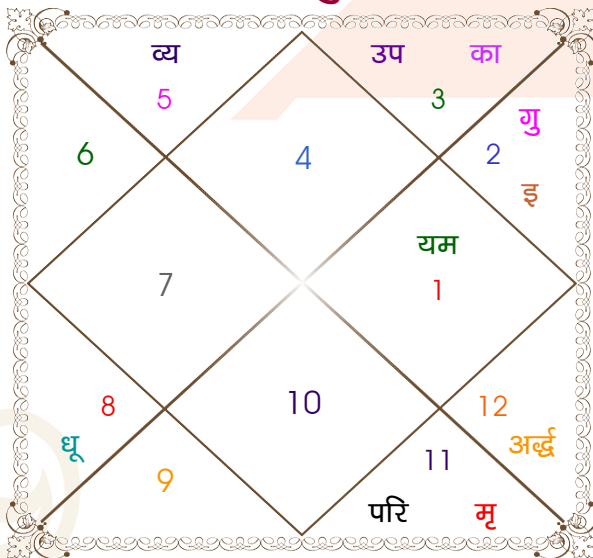 व्य उप का
5 3 गु
6 4 2
इ
यम
7 1
8 10 12
धू 11 अर्द्ध
9
परि मृ